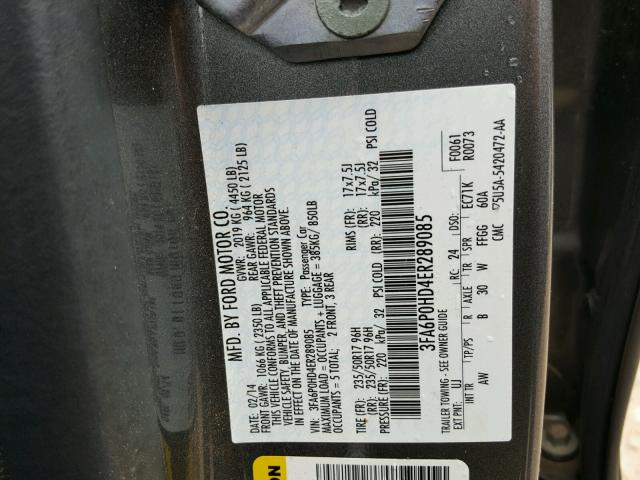 MFD. BY FORD MOTOR CO.
DATE: 02/14 GVWR: 2019 KG ( 4450 LB)
FRONT GAWR: 1066 KG ( 2350 LB) REAR GAWR: 964 KG ( 2125 LB)
THIS VEHICLE CONFORMS TO ALL APPLICABLE FEDERAL MOTOR
VEHICLE SAFETY, BUMPER, AND THEFT PREVENTION STANDARDS
IN EFFECT ON THE DATE OF MANUFACTURE SHOWN ABOVE.
VIN: 3FA6P0HD4ER289085 TYPE: Passenger Car
MAXIMUM LOAD = OCCUPANTS + LUGGAGE = 385KG/ 850LB
OCCUPANTS = 5 TOTAL: 2 FRONT, 3 REAR
TIRE (FR): 235/50R17 96H RIMS (FR): 17x7.5J
TIRE (RR): 235/50R17 96H (RR): 17x7.5J
PRESSURE (FR): 220 kPa/ 32 PSI COLD (RR): 220 kPa/ 32 PSI COLD
3FA6P0HD4ER289085
TRAILER TOWING - SEE OWNER GUIDE F0061
EXT PNT: UJ RC: 24 DSO: EC71K R0073
INT TR TP/PS R AXLE TR SPR
AW B 30 W FFGG 60A
CMC 75U5A-5420472-AA
ON